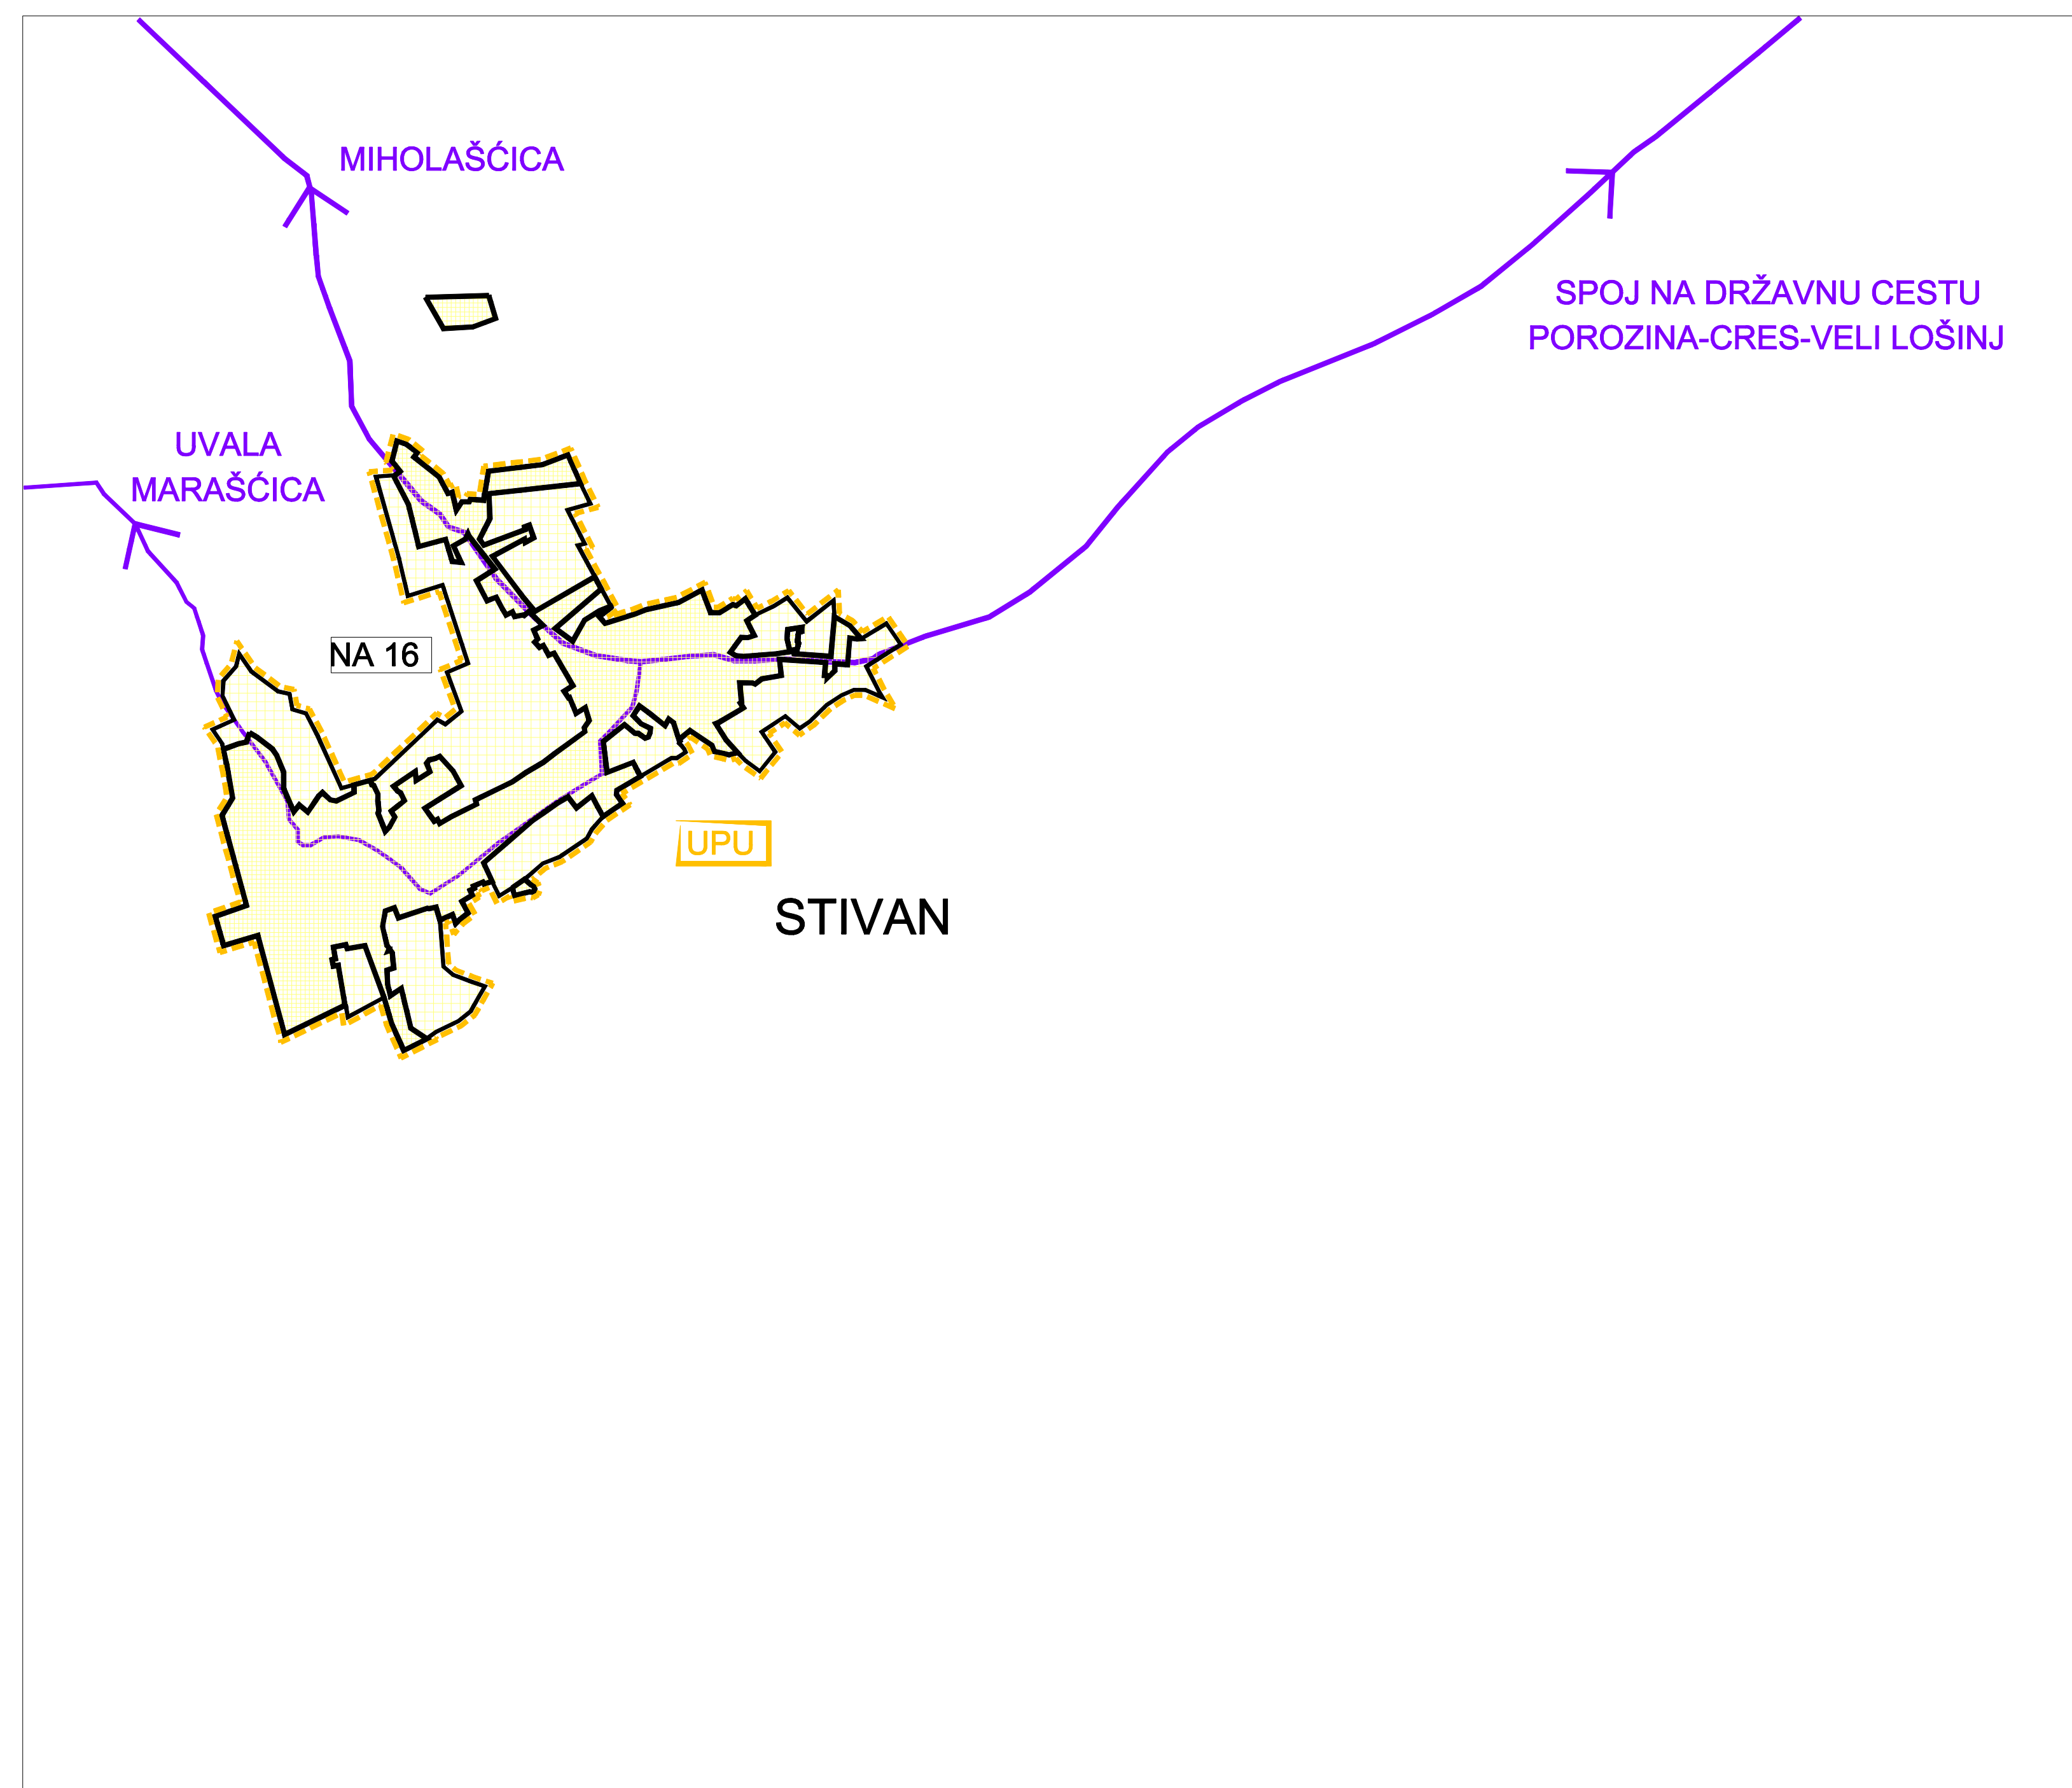 MIHOLAŠĆICA
SPOJ NA DRŽAVNU CESTU
POROZINA-CRES-VELI LOŠINJ
UVALA
MARAŠĆICA
NA 16
UPU
STIVAN